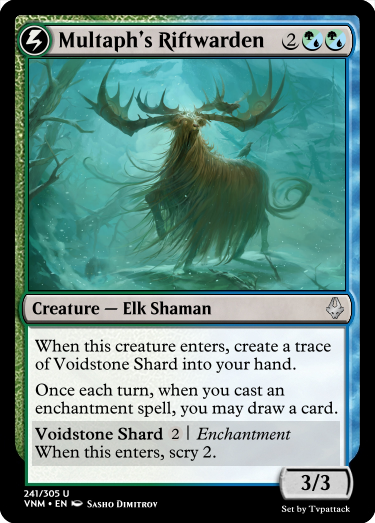 Multaph's Riftwarden 2
Creature — Elk Shaman
When this creature enters, create a trace
of Voidstone Shard into your hand.
Once each turn, when you cast an
enchantment spell, you may draw a card.
Voidstone Shard 2 | Enchantment
When this enters, scry 2.
3/3
241/305 U
VNM • EN Sasho Dimitrov
Set by Tvpattack